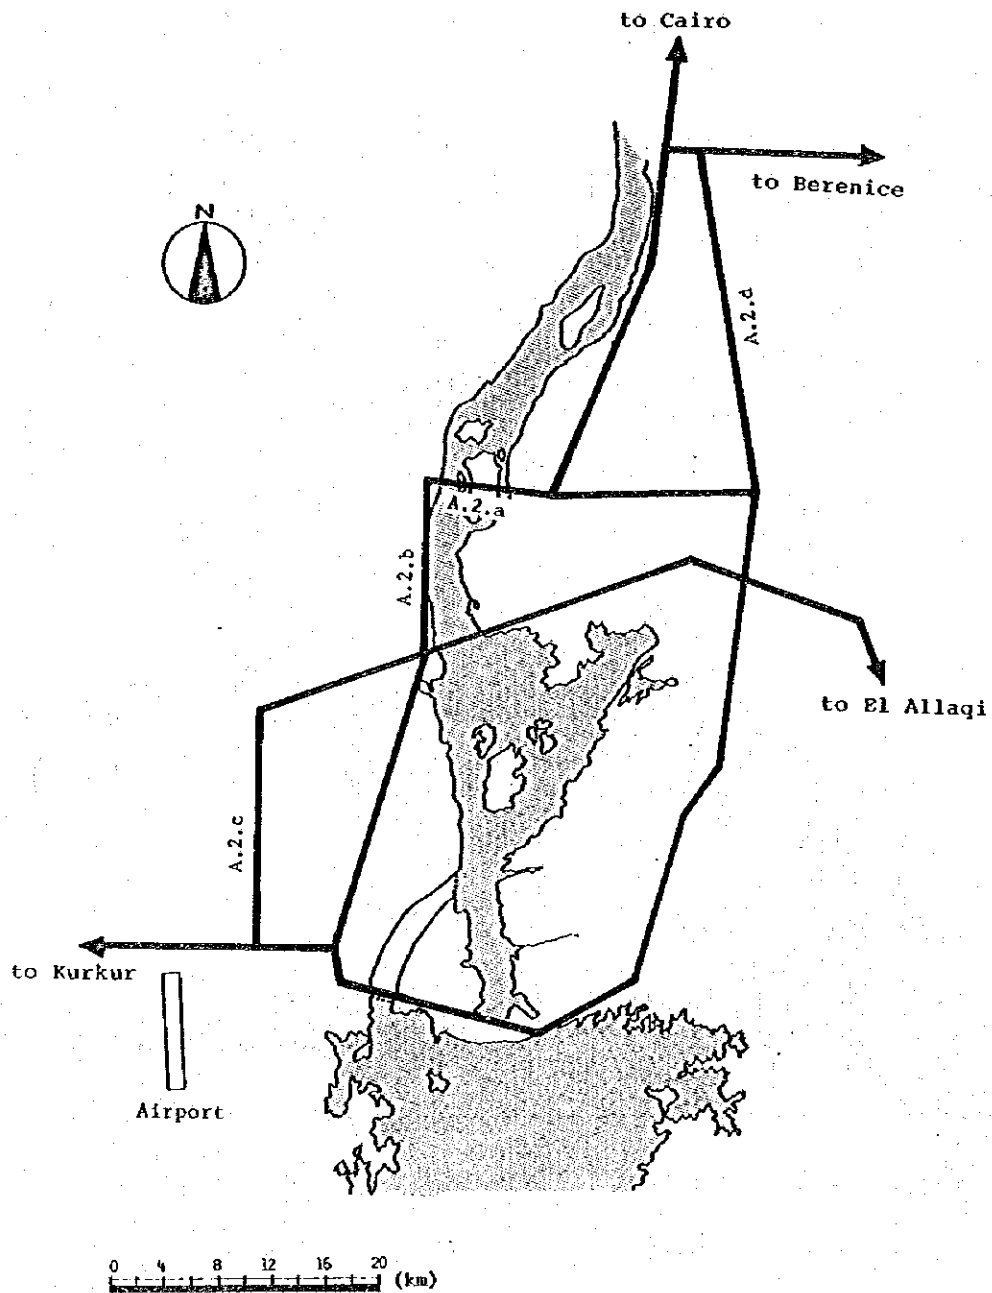 to Cairo
to Berenice
N
A.2.d
A.2.a
A.2.b
to El Allaqi
A.2.c
to Kurkur
Airport
0 4 8 12 16 20 (km)